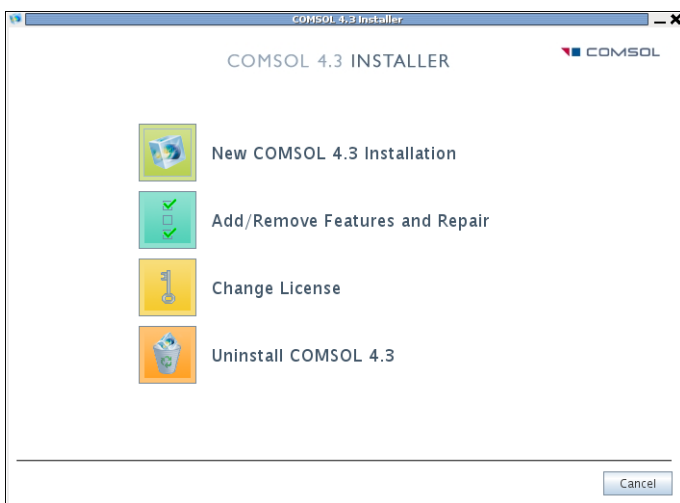 COMSOL 4.3 Installer
COMSOL 4.3 INSTALLER
COMSOL
New COMSOL 4.3 Installation
Add/Remove Features and Repair
Change License
Uninstall COMSOL 4.3
Cancel